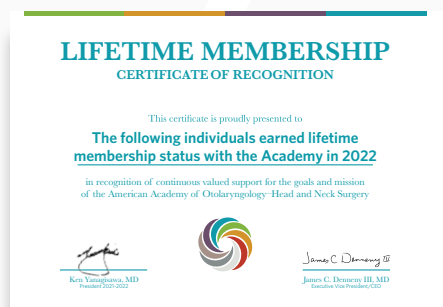 LIFETIME MEMBERSHIP
CERTIFICATE OF RECOGNITION
This certificate is proudly presented to
The following individuals earned lifetime
membership status with the Academy in 2022
in recognition of continuous valued support for the goals and mission
of the American Academy of Otolaryngology–Head and Neck Surgery
James C Denneny III
Ken Yanagisawa, MD
President 2021-2022
James C. Denneny III, MD
Executive Vice President/CEO